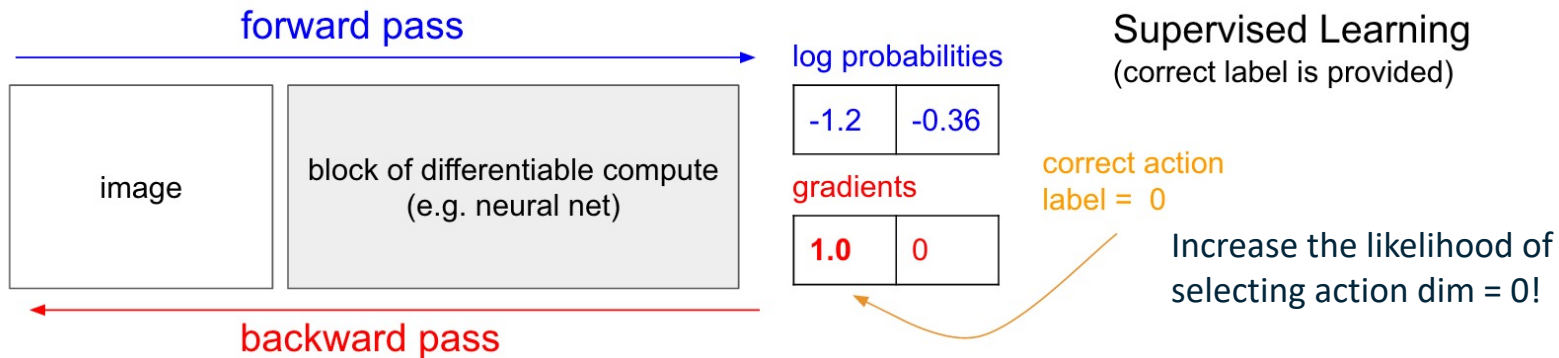 forward pass
log probabilities
Supervised Learning
(correct label is provided)
image
block of differentiable compute
(e.g. neural net)
-1.2 -0.36
gradients
1.0 0
correct action
label = 0
Increase the likelihood of
selecting action dim = 0!
backward pass